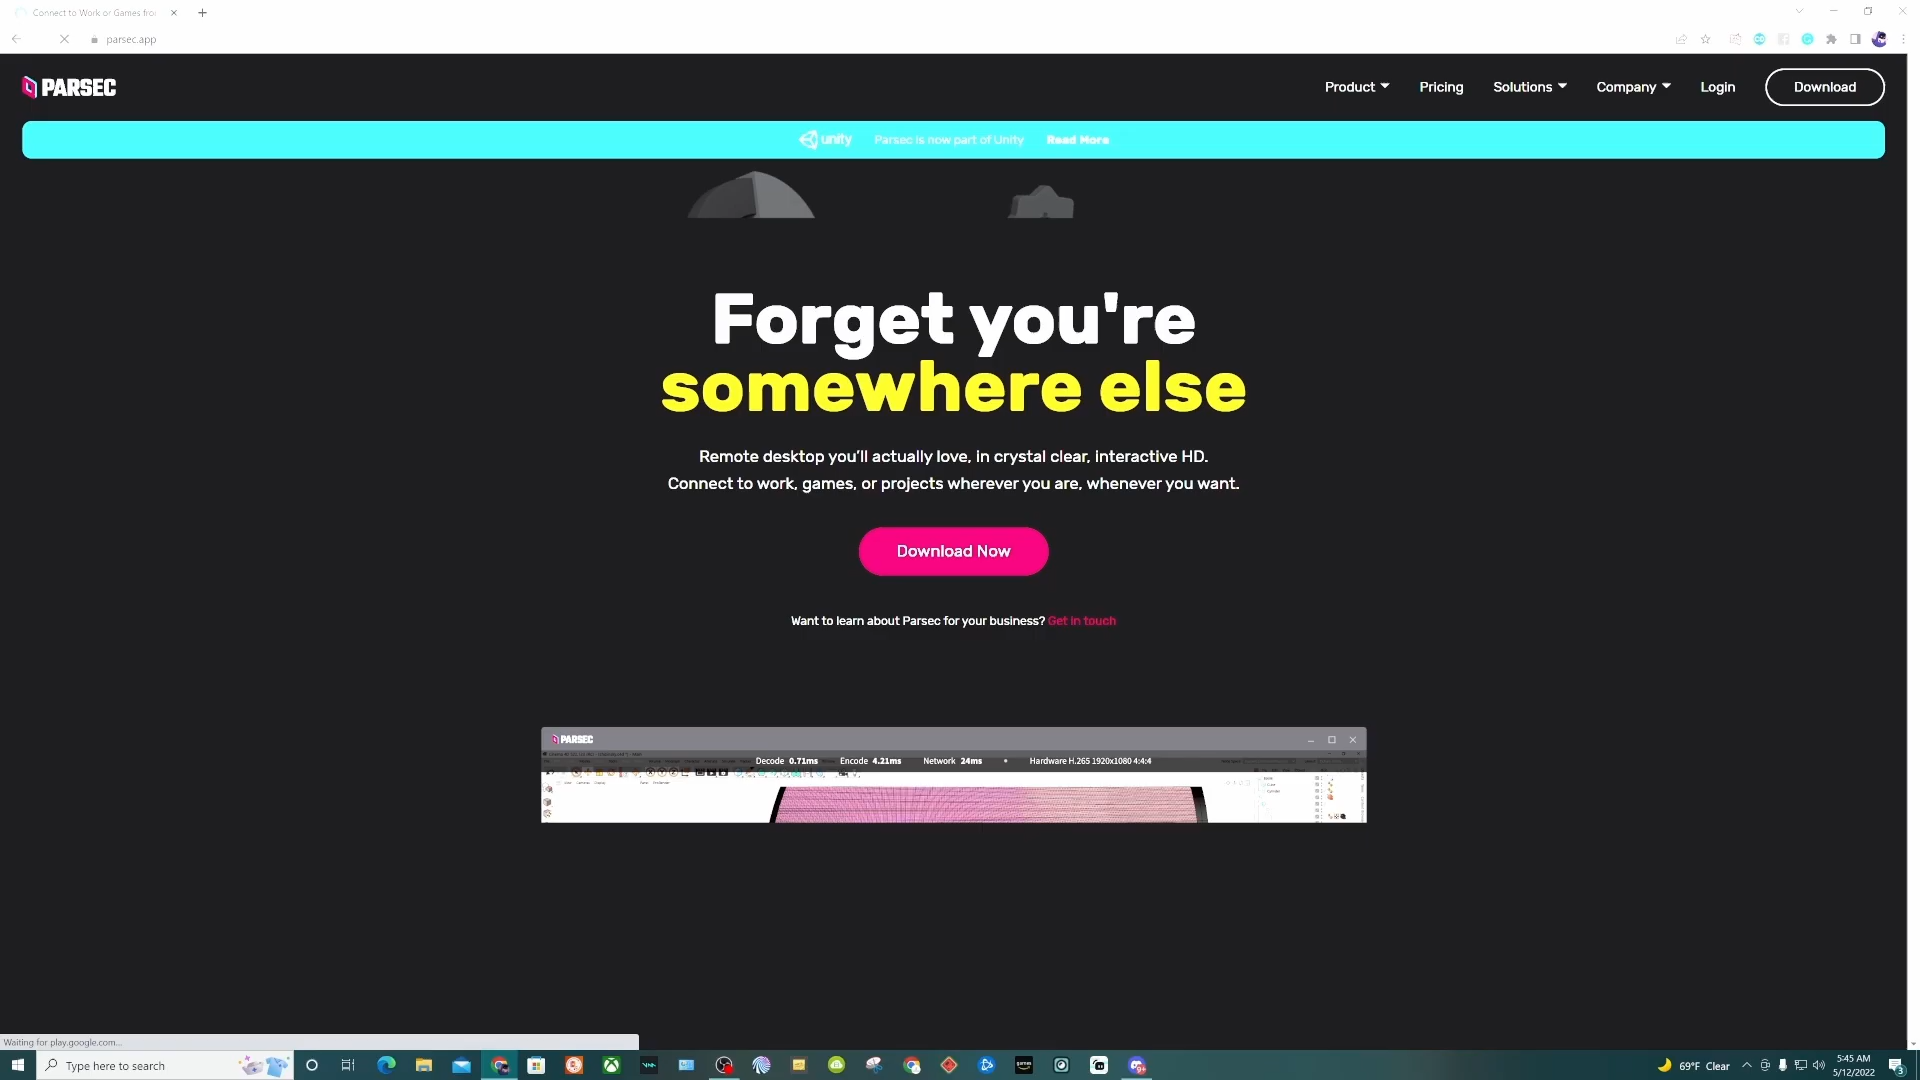 Connect to Work or Games fro
parsec.app
PARSEC
Product
Pricing
Solutions
Company
Login
Download
unity
Parsec is now part of Unity
Read More
Forget you're
somewhere else
Remote desktop you'll actually love, in crystal clear, interactive HD.
Connect to work, games, or projects wherever you are, whenever you want.
Download Now
Want to learn about Parsec for your business? Get in touch
PARSEC
Decode 0.71ms Encode 4.21ms Network 24ms Hardware H.265 1920x1080 4:4:4
Waiting for play.google.com...
Type here to search
69°F Clear
5:45 AM
5/12/2022
3